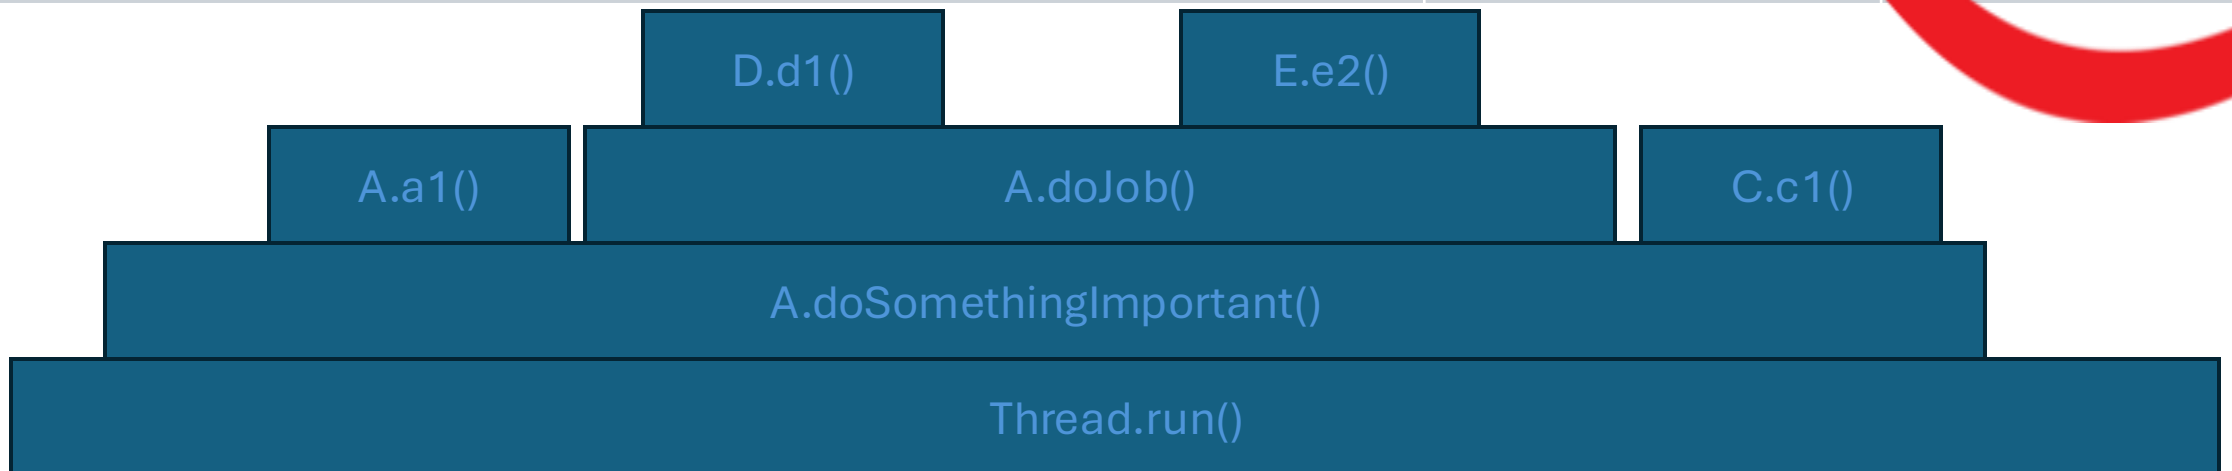 D.d1()
E.e2()
A.a1()
A.doJob()
C.c1()
A.doSomethingImportant()
Thread.run()